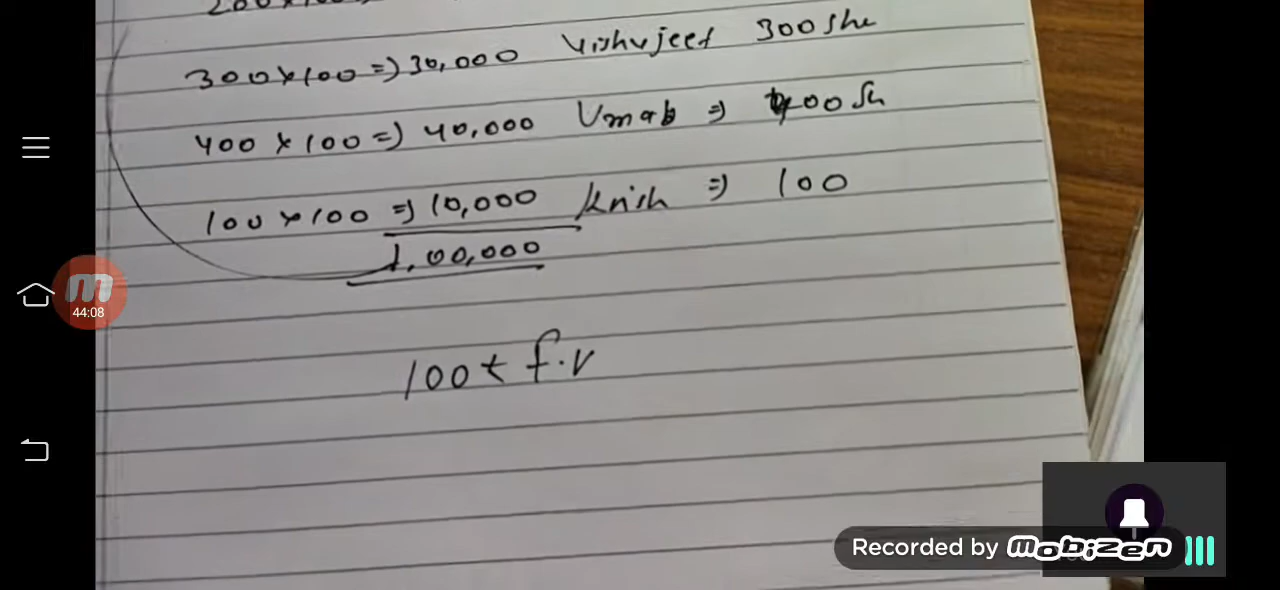 300×100 => 30,000 Vishvjeet 300 she
400 × 100 => 40,000 Umab => 400 Sh
100 × 100 => 10,000 Krish => 100
1,00,000
100₹ f.v
44:08
Recorded by mobizen